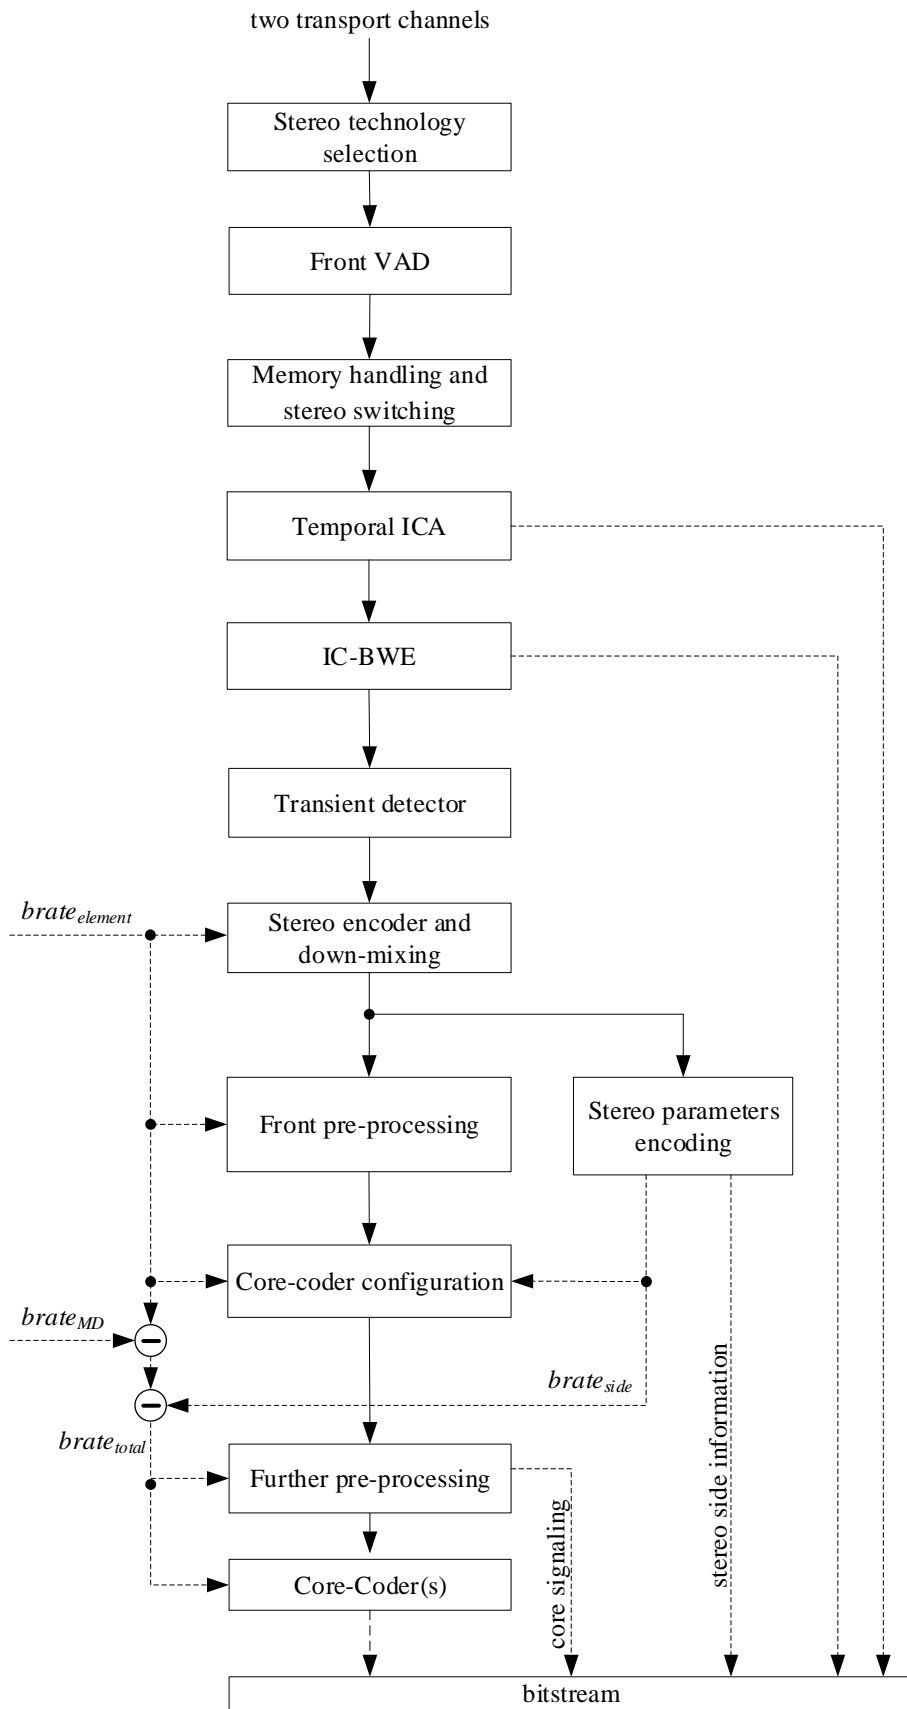 two transport channels
Stereo technology
selection
Front VAD
Memory handling and
stereo switching
Temporal ICA
IC-BWE
Transient detector
brate_element
Stereo encoder and
down-mixing
Front pre-processing
Stereo parameters
encoding
Core-coder configuration
brate_MD
brate_side
brate_total
Further pre-processing
core signaling
stereo side information
Core-Coder(s)
bitstream